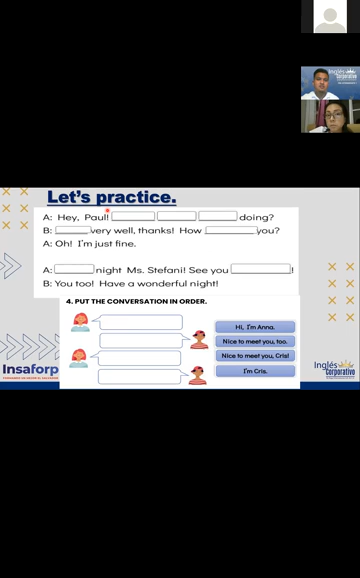 Inglés
Corporativo
Let's practice.
A: Hey, Paul! doing?
B: very well, thanks! How you?
A: Oh! I'm just fine.
A: night Ms. Stefani! See you !
B: You too! Have a wonderful night!
4. PUT THE CONVERSATION IN ORDER.
Hi, I'm Anna.
Nice to meet you, too.
Nice to meet you, Cris!
I'm Cris.
Insaforp
Inglés
Corporativo